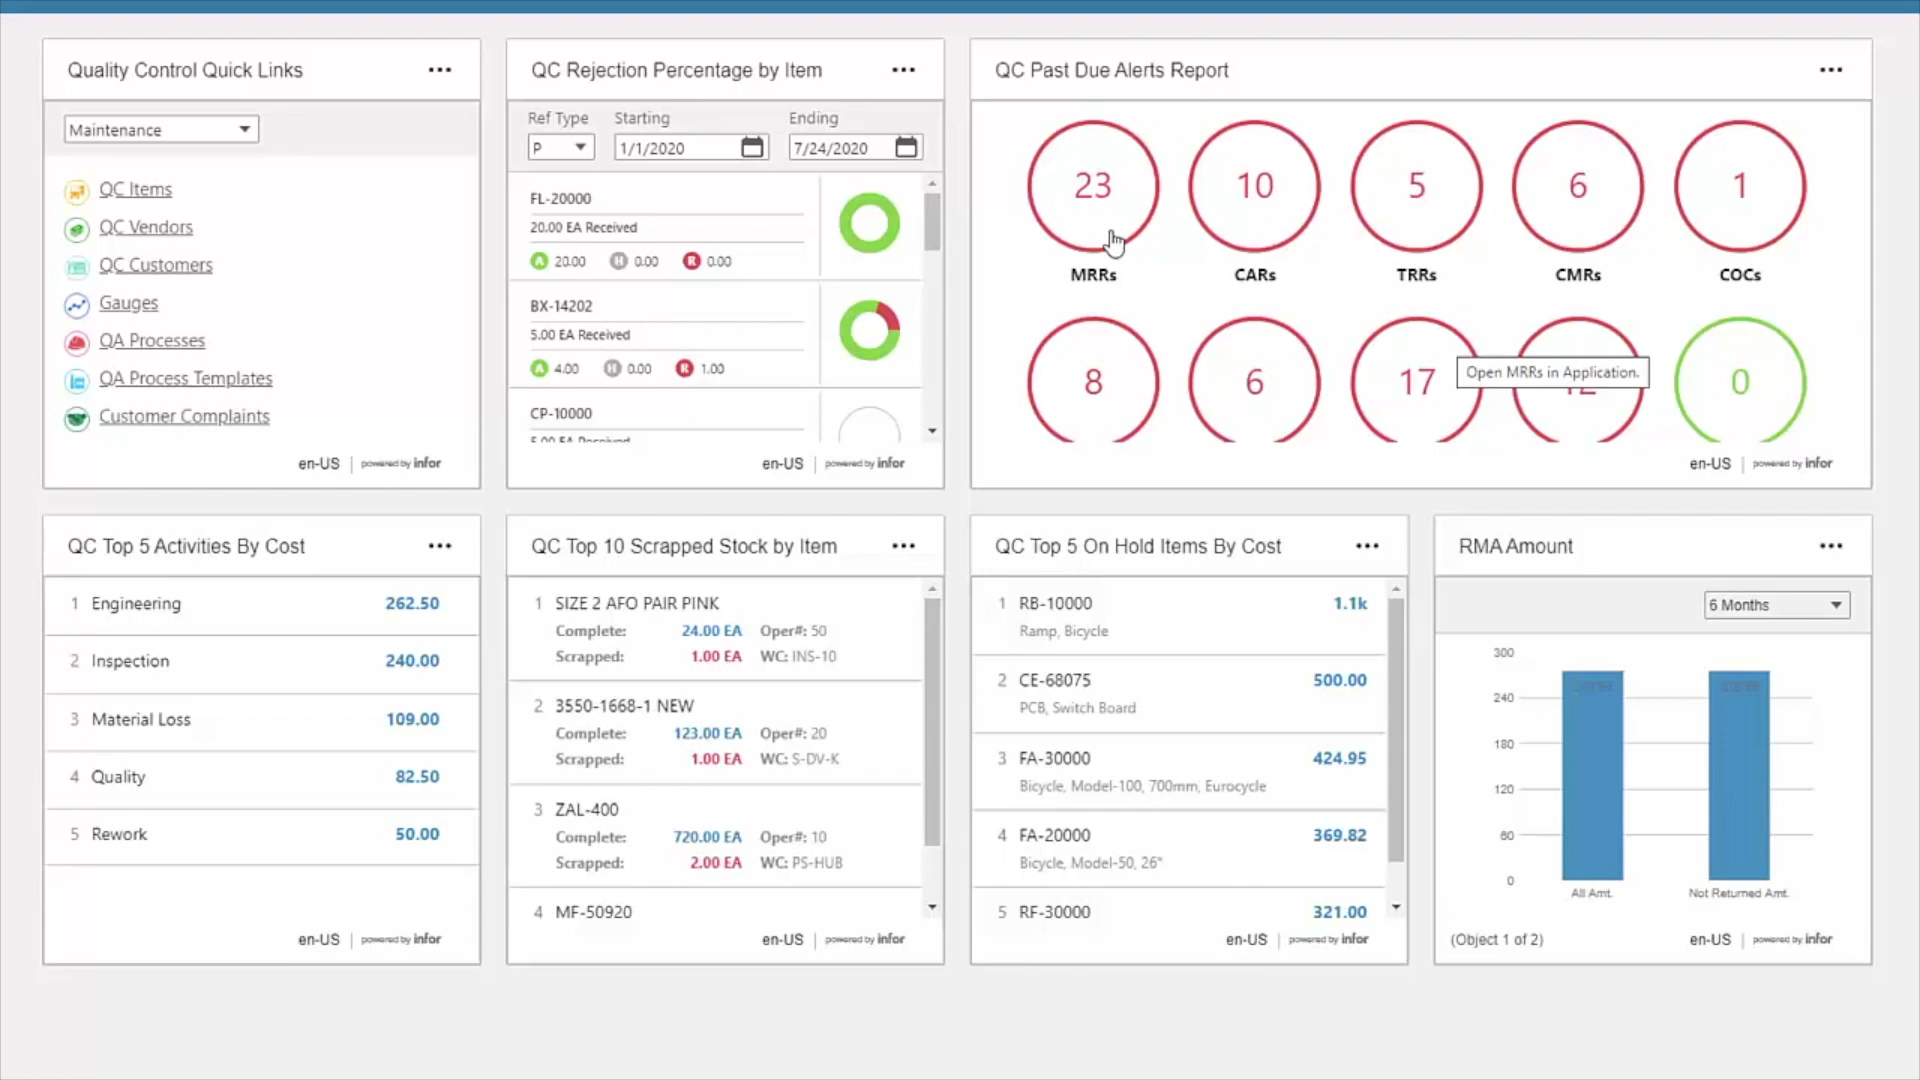 Quality Control Quick Links
Maintenance
QC Items
QC Vendors
QC Customers
Gauges
QA Processes
QA Process Templates
Customer Complaints
en-US | powered by infor
QC Rejection Percentage by Item
Ref Type Starting Ending
P 1/1/2020 7/24/2020
FL-20000
20.00 EA Received
A 20.00 H 0.00 R 0.00
BX-14202
5.00 EA Received
A 4.00 H 0.00 R 1.00
CP-10000
5.00 EA Received
en-US | powered by infor
QC Past Due Alerts Report
23 10 5 6 1
MRRs CARs TRRs CMRs COCs
8 6 17 12 0
Open MRRs in Application.
en-US | powered by infor
QC Top 5 Activities By Cost
1 Engineering 262.50
2 Inspection 240.00
3 Material Loss 109.00
4 Quality 82.50
5 Rework 50.00
en-US | powered by infor
QC Top 10 Scrapped Stock by Item
1 SIZE 2 AFO PAIR PINK
Complete: 24.00 EA Oper#: 50
Scrapped: 1.00 EA WC: INS-10
2 3550-1668-1 NEW
Complete: 123.00 EA Oper#: 20
Scrapped: 1.00 EA WC: S-DV-K
3 ZAL-400
Complete: 720.00 EA Oper#: 10
Scrapped: 2.00 EA WC: PS-HUB
4 MF-50920
en-US | powered by infor
QC Top 5 On Hold Items By Cost
1 RB-10000 1.1k
Ramp, Bicycle
2 CE-68075 500.00
PCB, Switch Board
3 FA-30000 424.95
Bicycle, Model-100, 700mm, Eurocycle
4 FA-20000 369.82
Bicycle, Model-50, 26"
5 RF-30000 321.00
en-US | powered by infor
RMA Amount
6 Months
300
240
180
120
60
0
All Amt. Not Returned Amt.
(Object 1 of 2) en-US | powered by infor